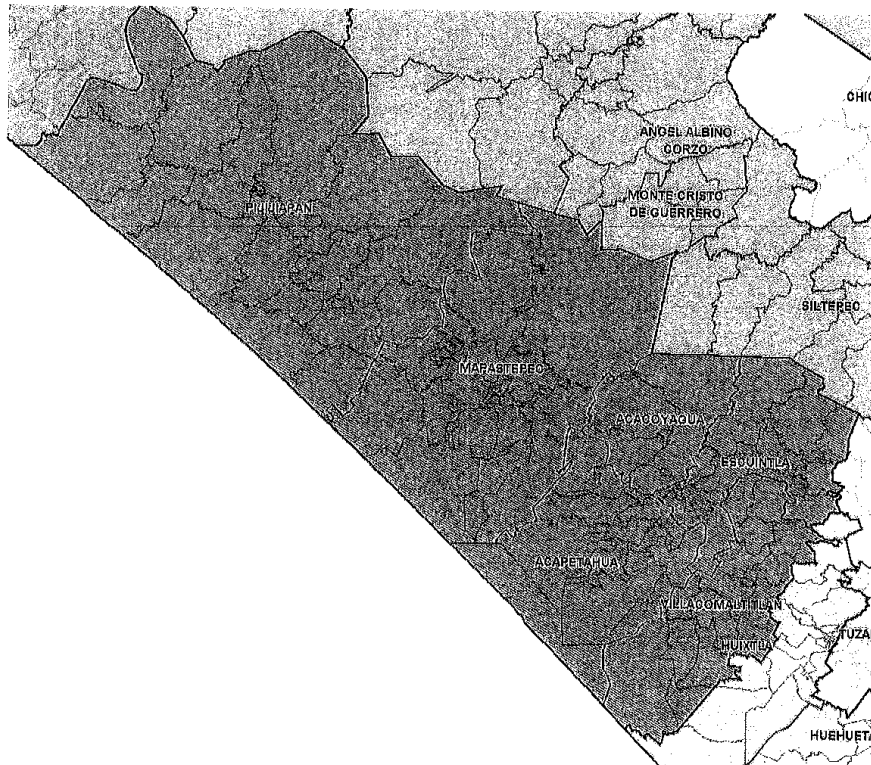 CHIC
ANGEL ALBINO
CORZO
MONTE CRISTO
DE GUERRERO
PIJIJIAPAN
SILTEPEC
MAPASTEPEC
ACACOYAGUA
ESCUINTLA
ACAPETAHUA
VILLACOMALTITLAN
HUIXTLA
TUZA
HUEHUETA